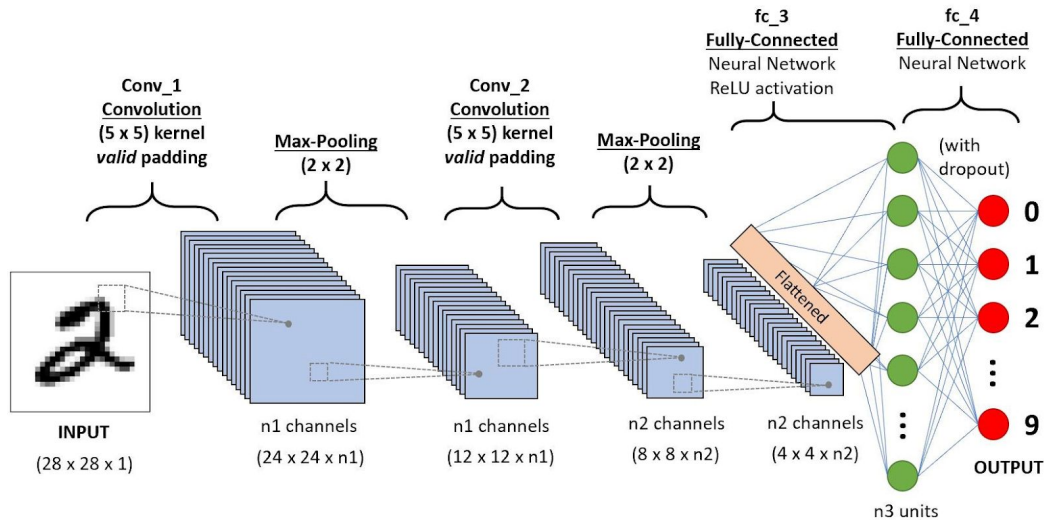 Conv_1
Convolution
(5 x 5) kernel
valid padding
Max-Pooling
(2 x 2)
Conv_2
Convolution
(5 x 5) kernel
valid padding
Max-Pooling
(2 x 2)
fc_3
Fully-Connected
Neural Network
ReLU activation
fc_4
Fully-Connected
Neural Network
(with
dropout)
Flattened
2
0
1
2
⋮
9
OUTPUT
INPUT
(28 x 28 x 1)
n1 channels
(24 x 24 x n1)
n1 channels
(12 x 12 x n1)
n2 channels
(8 x 8 x n2)
n2 channels
(4 x 4 x n2)
⋮
n3 units